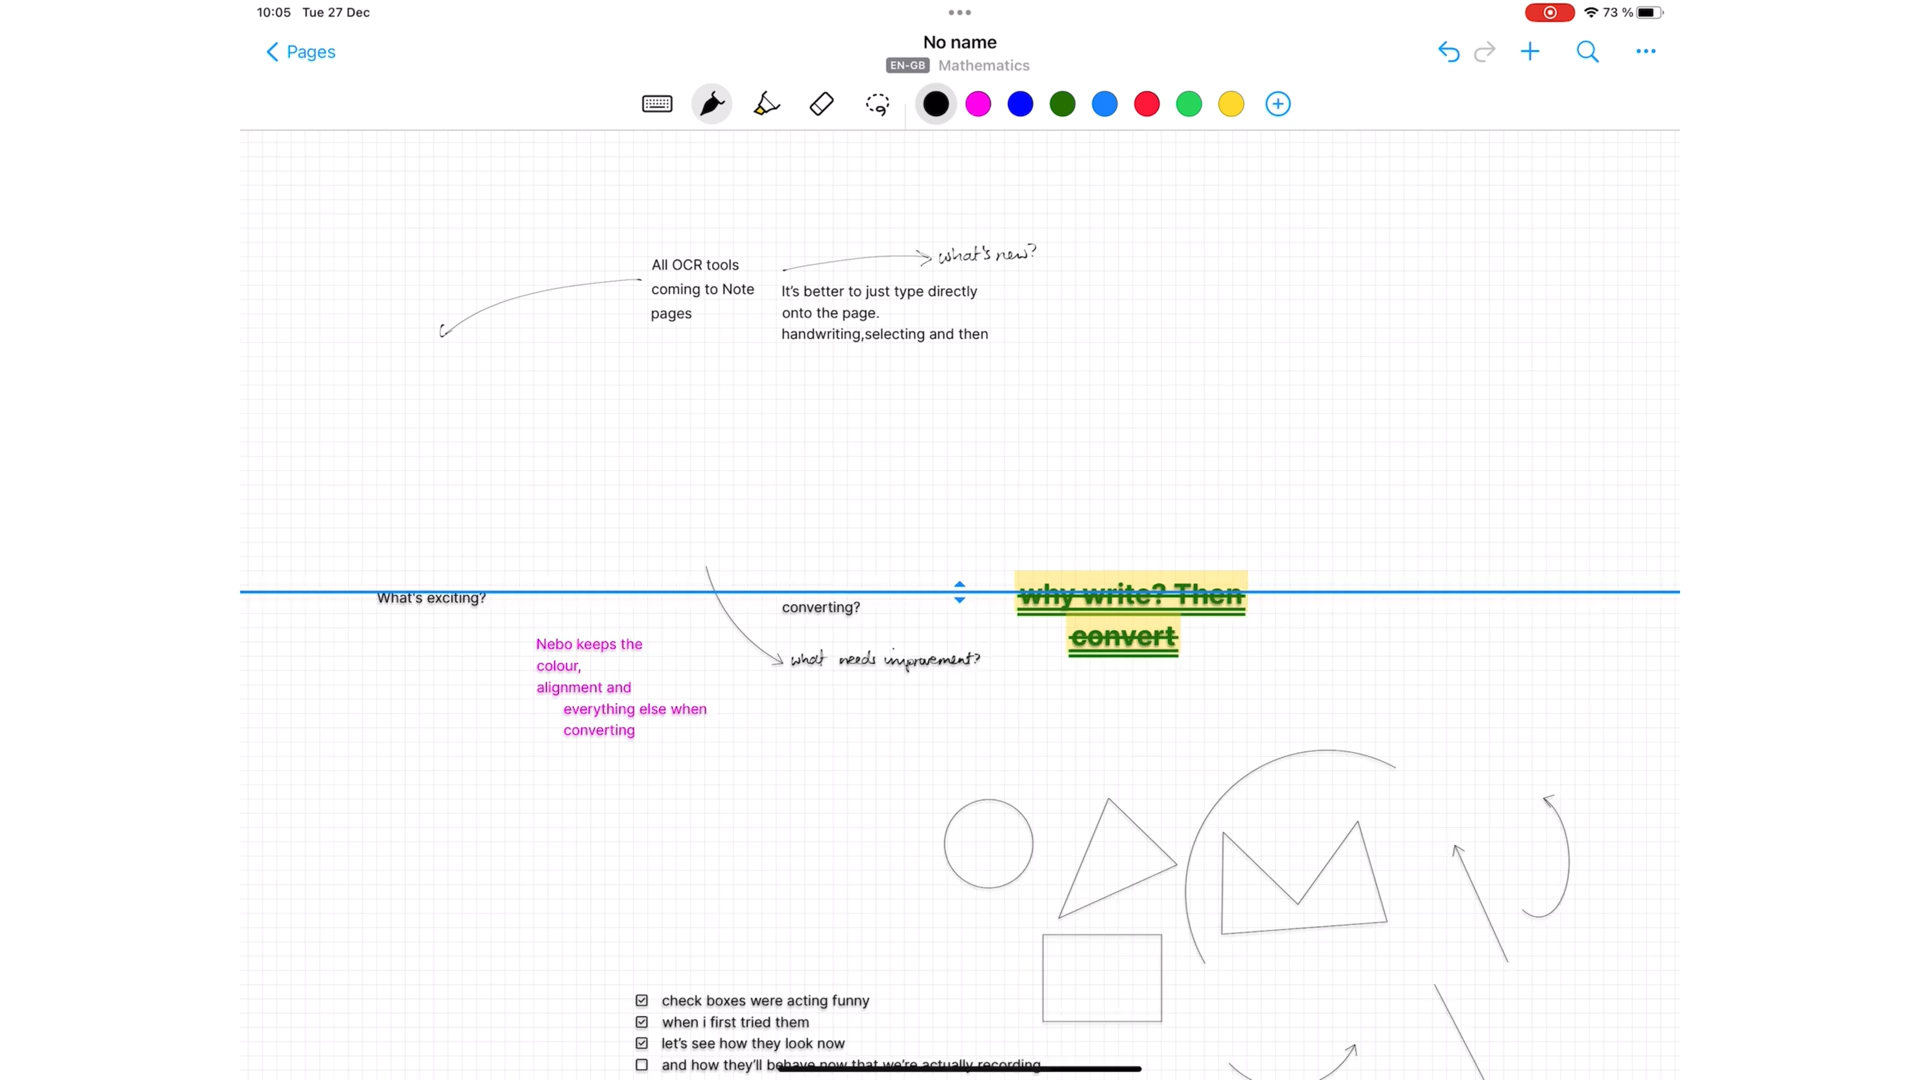 10:05 Tue 27 Dec
73 %
Pages
No name
EN-GB Mathematics
All OCR tools
coming to Note
pages
what's new?
It's better to just type directly
onto the page.
handwriting,selecting and then
What's exciting?
converting?
why write? Then
convert
what needs improvement?
Nebo keeps the
colour,
alignment and
everything else when
converting
check boxes were acting funny
when i first tried them
let's see how they look now
and how they'll behave now that we're actually recording